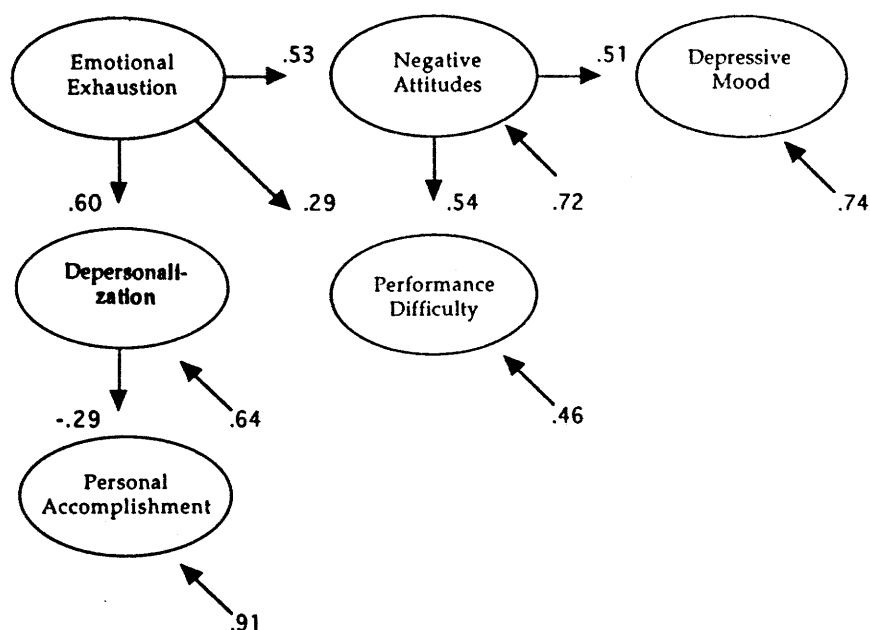 Emotional
Exhaustion
.53
Negative
Attitudes
.51
Depressive
Mood
.60
.29
.54
.72
.74
Depersonali-
zation
Performance
Difficulty
-.29
.64
.46
Personal
Accomplishment
.91